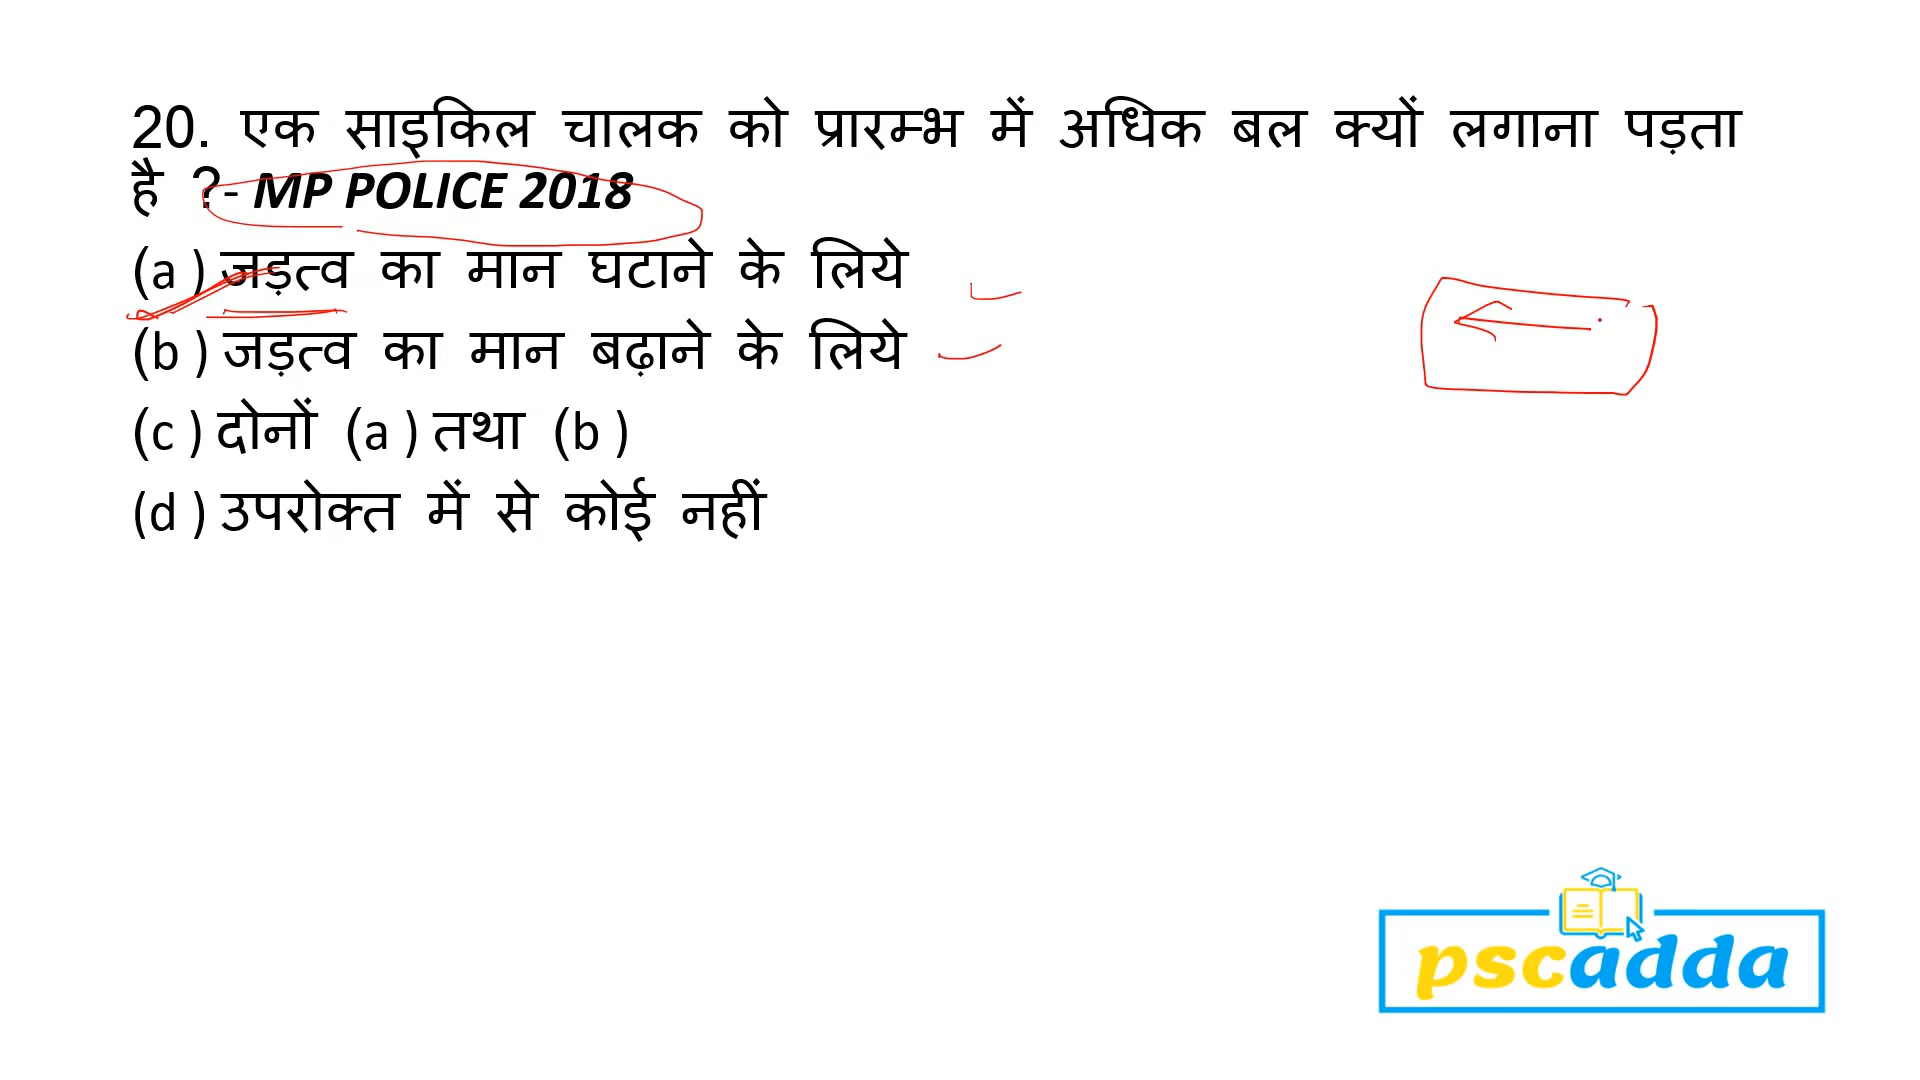 20. एक साइकिल चालक को प्रारम्भ में अधिक बल क्यों लगाना पड़ता
है ?- MP POLICE 2018
(a ) जड़त्व का मान घटाने के लिये
(b ) जड़त्व का मान बढ़ाने के लिये
(c ) दोनों (a ) तथा (b )
(d ) उपरोक्त में से कोई नहीं
pscadda